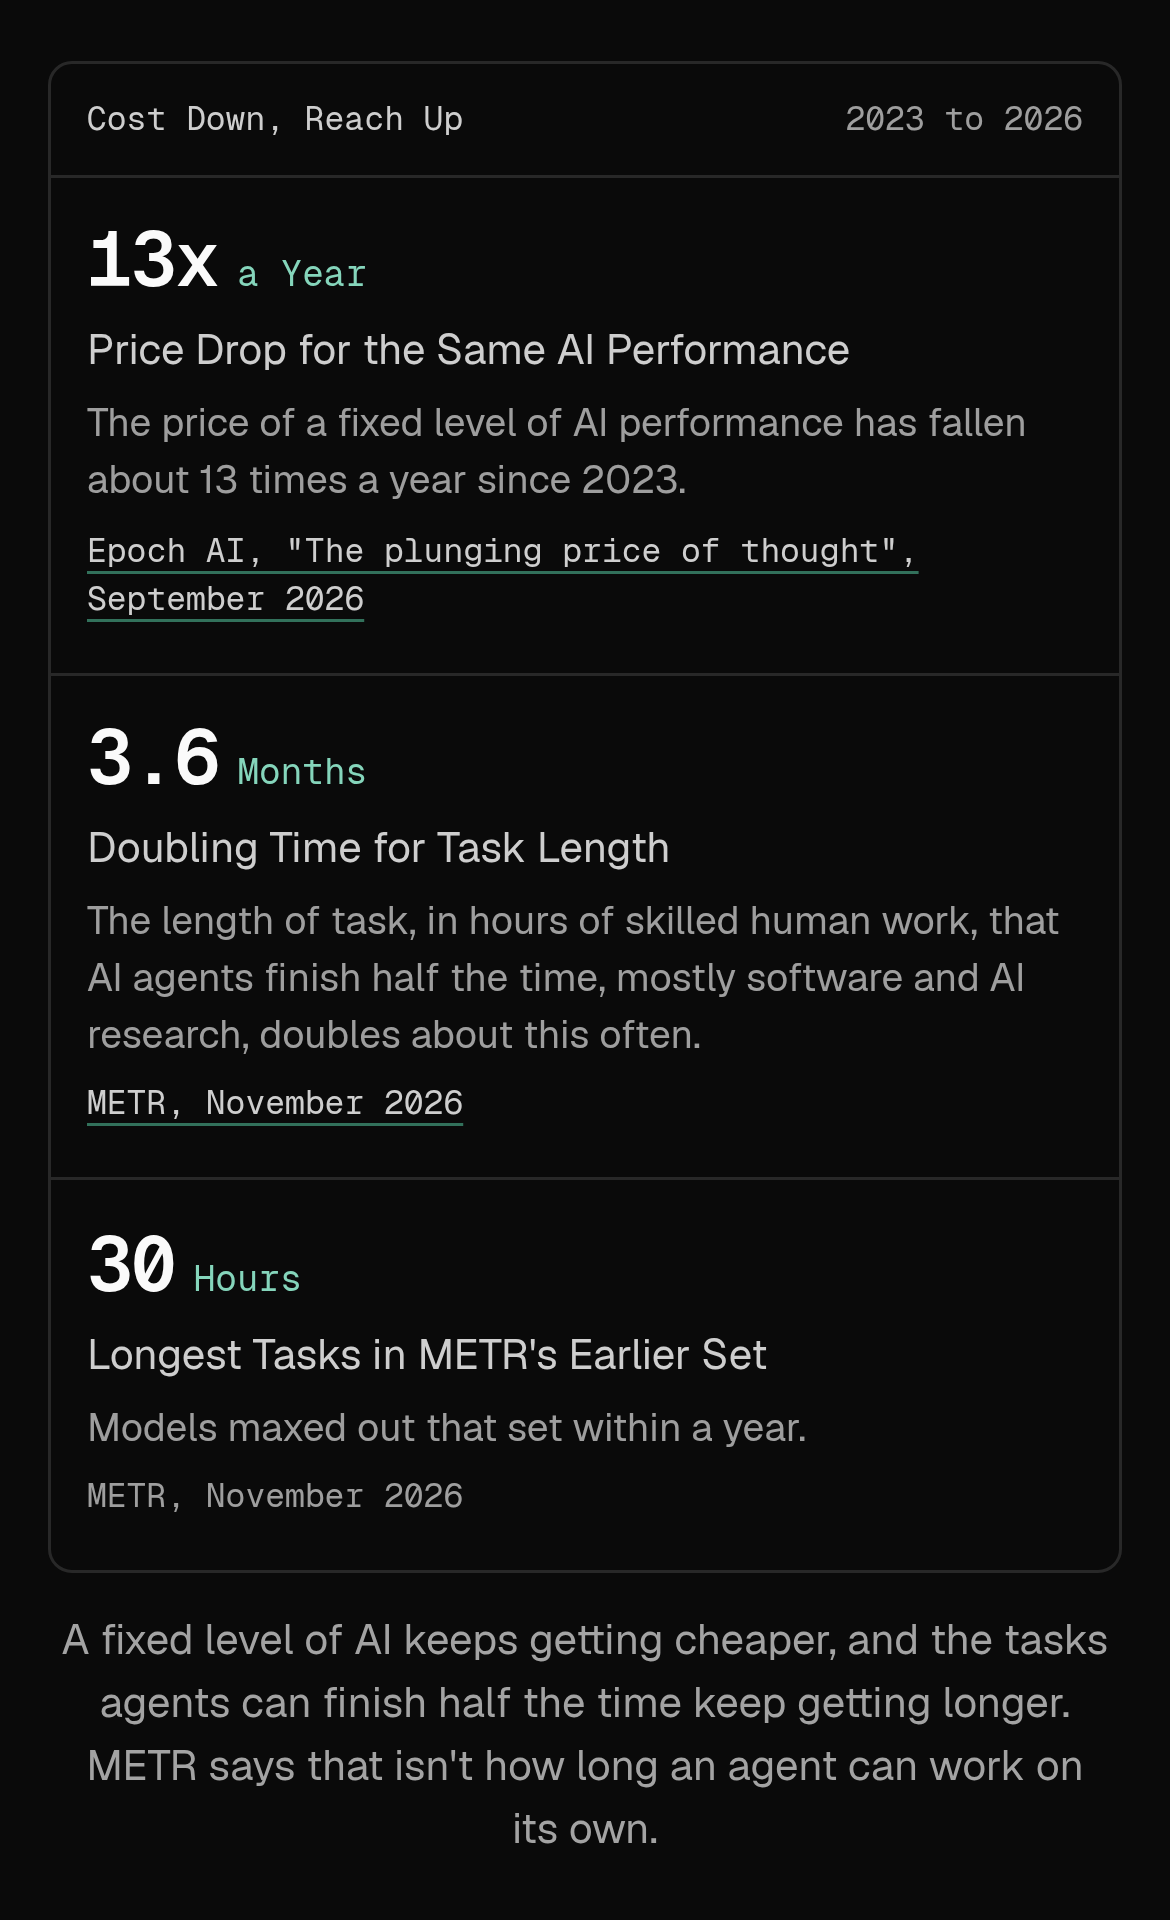 Cost Down, Reach Up
2023 to 2026
13x a Year
Price Drop for the Same AI Performance
The price of a fixed level of AI performance has fallen
about 13 times a year since 2023.
Epoch AI, "The plunging price of thought",
September 2026
3.6 Months
Doubling Time for Task Length
The length of task, in hours of skilled human work, that
AI agents finish half the time, mostly software and AI
research, doubles about this often.
METR, November 2026
30 Hours
Longest Tasks in METR's Earlier Set
Models maxed out that set within a year.
METR, November 2026
A fixed level of AI keeps getting cheaper, and the tasks
agents can finish half the time keep getting longer.
METR says that isn't how long an agent can work on
its own.